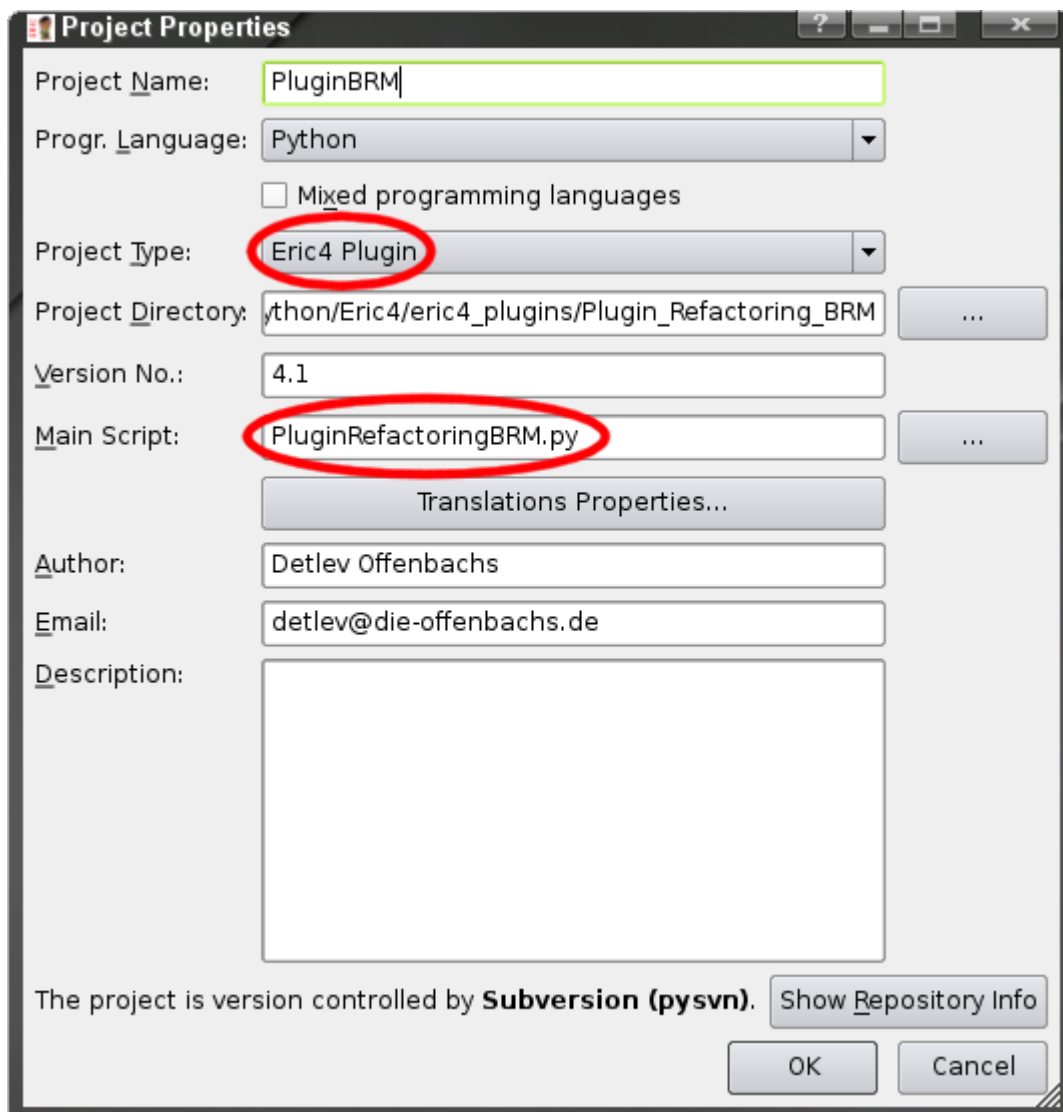 Project Properties
Project Name: PluginBRM
Progr. Language: Python
Mixed programming languages
Project Type: Eric4 Plugin
Project Directory: ython/Eric4/eric4_plugins/Plugin_Refactoring_BRM ...
Version No.: 4.1
Main Script: PluginRefactoringBRM.py ...
Translations Properties...
Author: Detlev Offenbachs
Email: detlev@die-offenbachs.de
Description:
The project is version controlled by Subversion (pysvn). Show Repository Info
OK Cancel